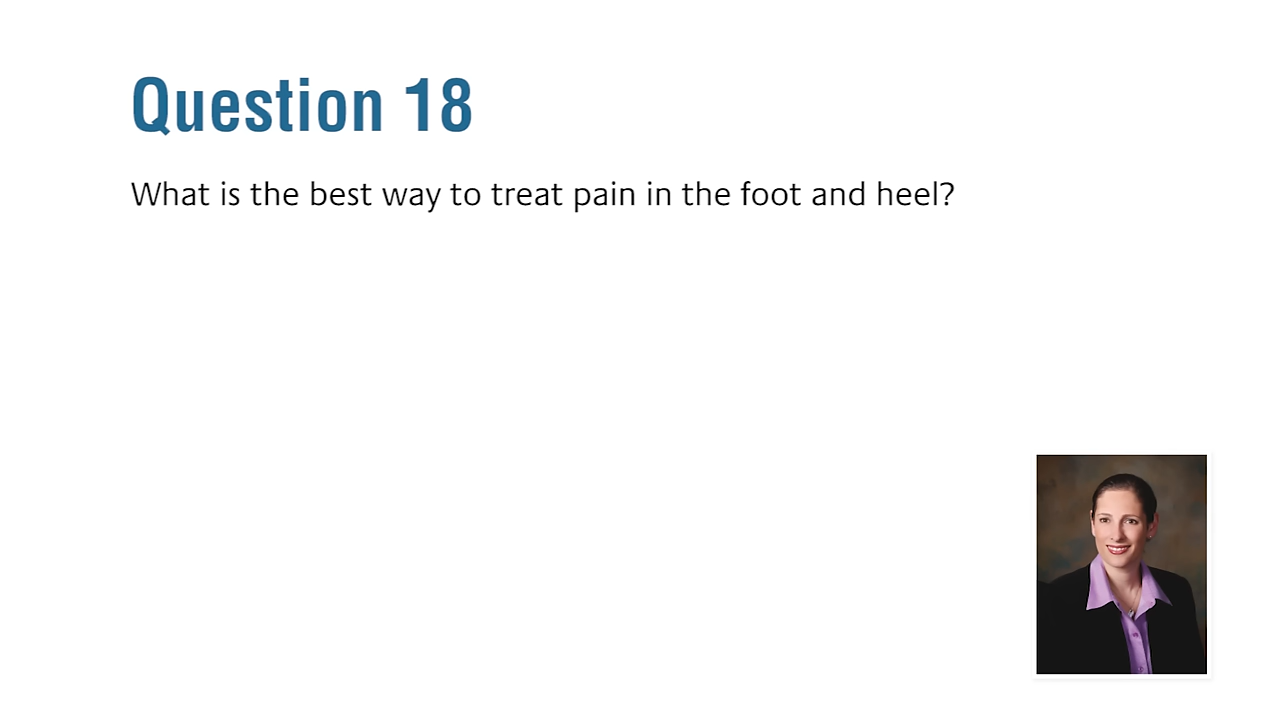 Question 18
What is the best way to treat pain in the foot and heel?